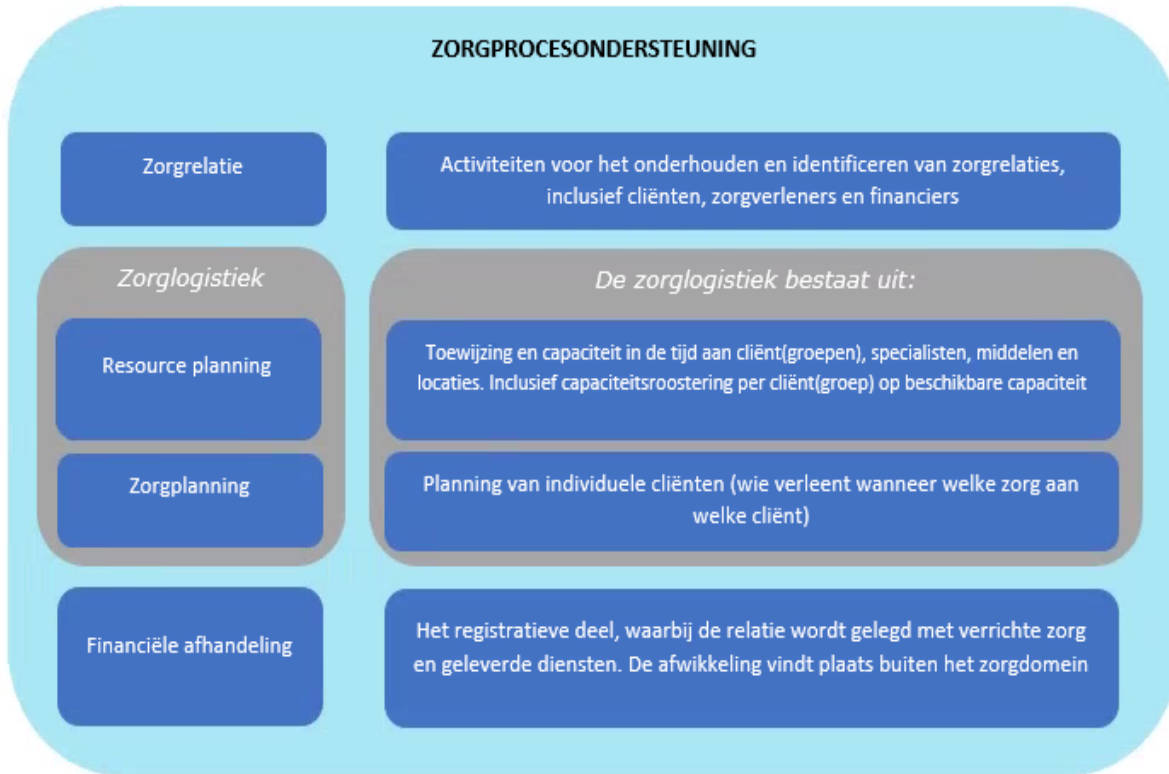 ZORGPROCESONDERSTEUNING
Zorgrelatie
Activiteiten voor het onderhouden en identificeren van zorgrelaties,
inclusief cliënten, zorgverleners en financiers
Zorglogistiek
De zorglogistiek bestaat uit:
Resource planning
Toewijzing en capaciteit in de tijd aan cliënt(groepen), specialisten, middelen en
locaties. Inclusief capaciteitsroostering per cliënt(groep) op beschikbare capaciteit
Zorgplanning
Planning van individuele cliënten (wie verleent wanneer welke zorg aan
welke cliënt)
Financiële afhandeling
Het registratieve deel, waarbij de relatie wordt gelegd met verrichte zorg
en geleverde diensten. De afwikkeling vindt plaats buiten het zorgdomein